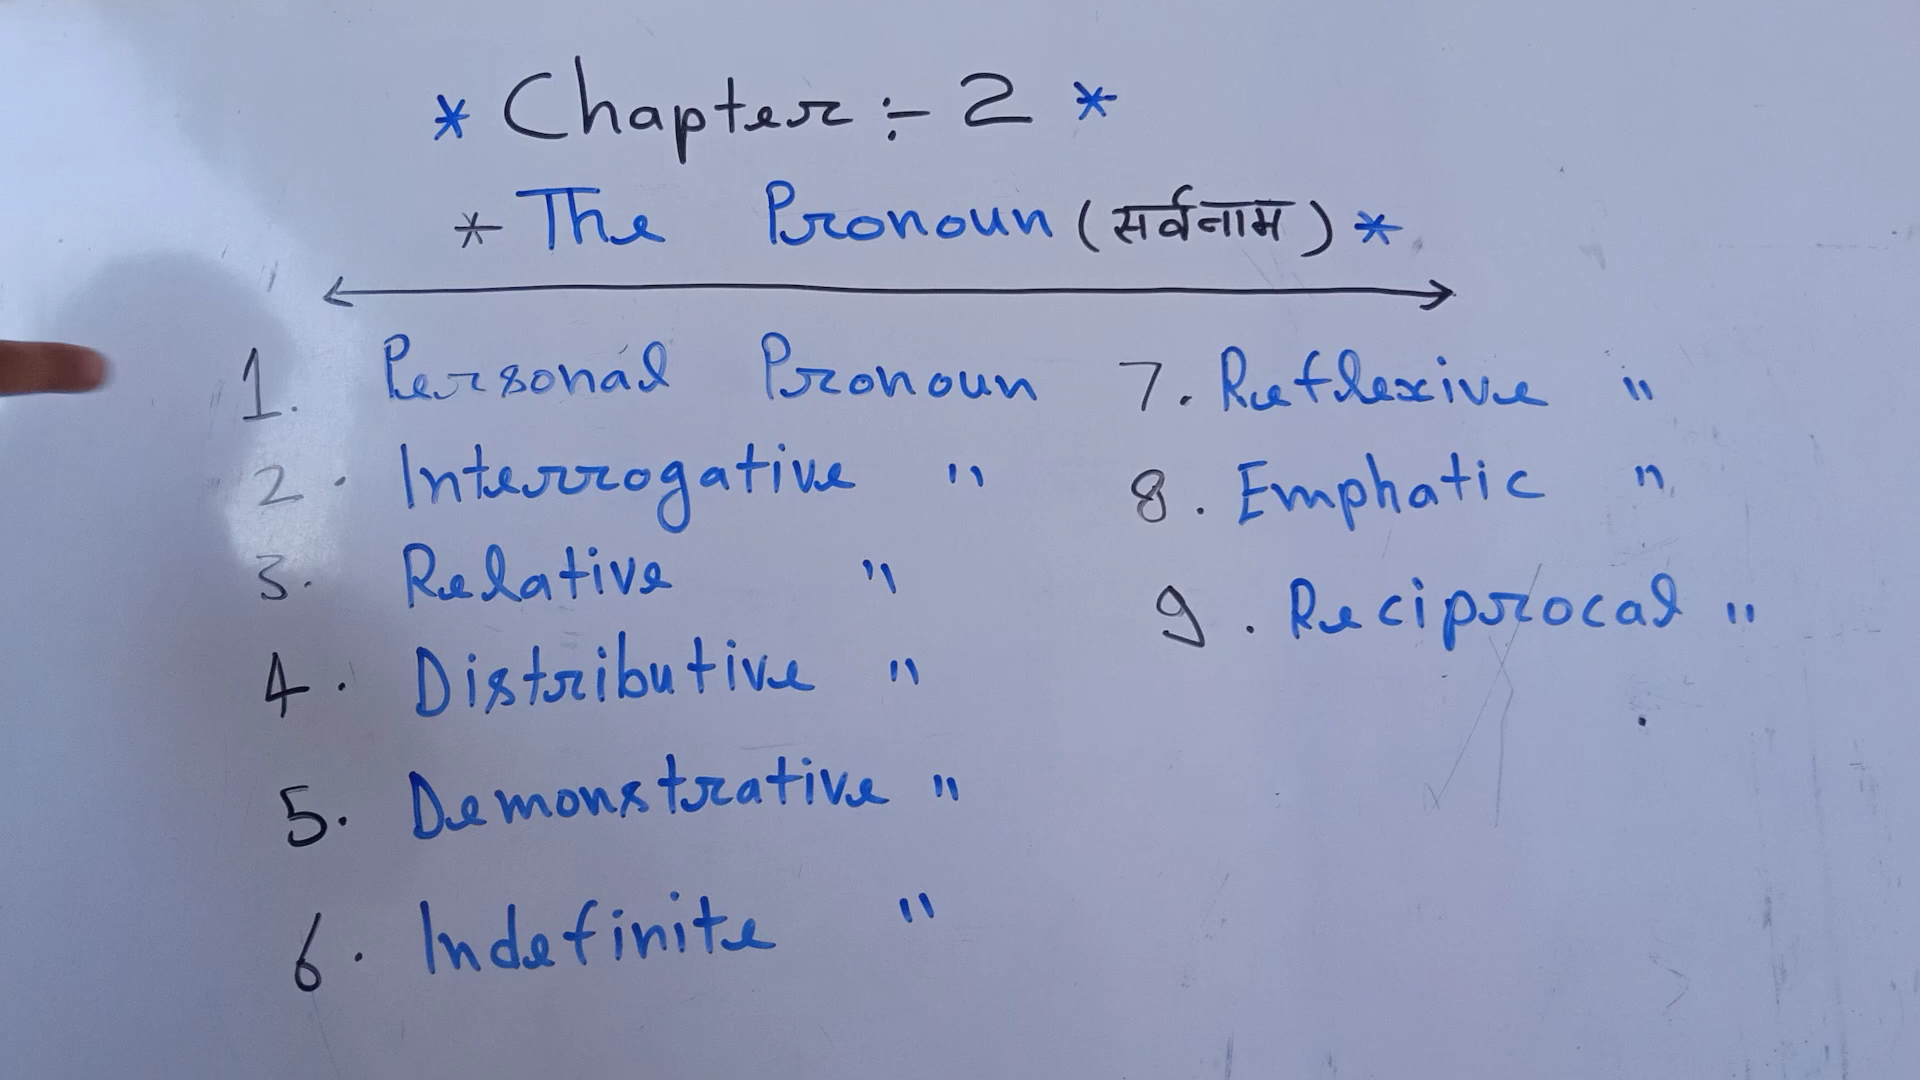 * Chapter :- 2 *
* The Pronoun (सर्वनाम) *
1. Personal Pronoun
2. Interrogative "
3. Relative "
4. Distributive "
5. Demonstrative "
6. Indefinite "
7. Reflexive "
8. Emphatic "
9. Reciprocal "